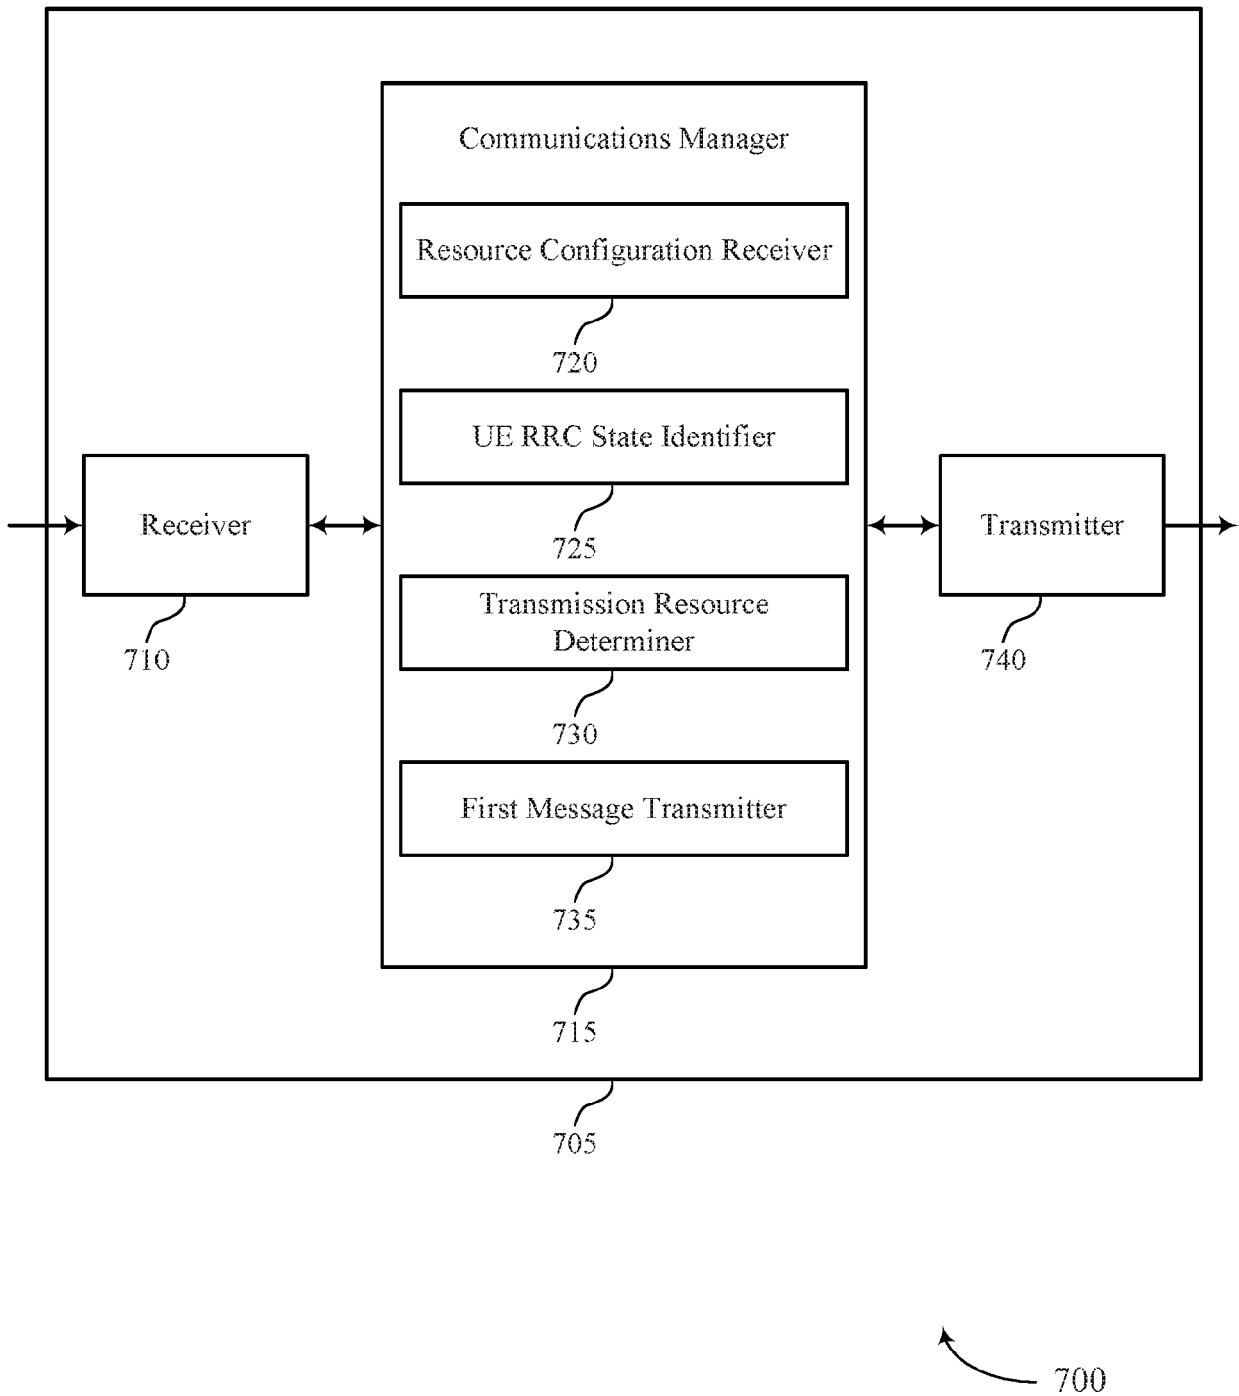 Communications Manager
Resource Configuration Receiver
720
UE RRC State Identifier
725
Receiver
710
Transmission Resource
Determiner
730
Transmitter
740
First Message Transmitter
735
715
705
700